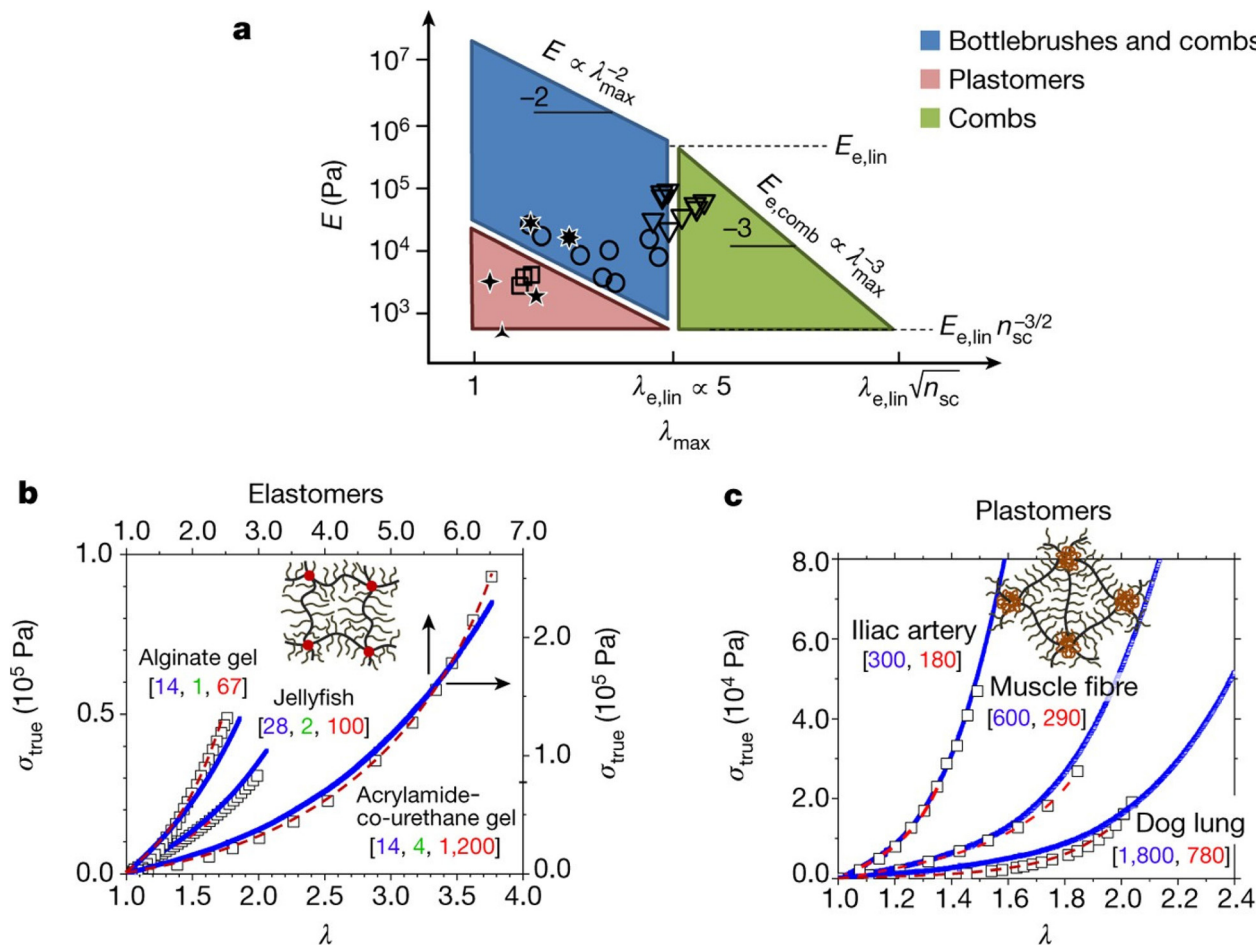 a
E ∝ λmax⁻²
−2
Bottlebrushes and combs
Plastomers
Combs
10⁷
10⁶
10⁵
10⁴
10³
E (Pa)
Ee,lin
Ee,comb ∝ λmax⁻³
−3
Ee,lin nsc⁻³/²
1
λe,lin ∝ 5
λe,lin√nsc
λmax
b
Elastomers
1.0 2.0 3.0 4.0 5.0 6.0 7.0
1.0
0.5
0.0
σtrue (10⁵ Pa)
Alginate gel
[14, 1, 67]
Jellyfish
[28, 2, 100]
Acrylamide–
co-urethane gel
[14, 4, 1,200]
2.0
1.0
0.0
σtrue (10⁵ Pa)
1.0 1.5 2.0 2.5 3.0 3.5 4.0
λ
c
Plastomers
8.0
6.0
4.0
2.0
0.0
σtrue (10⁴ Pa)
Iliac artery
[300, 180]
Muscle fibre
[600, 290]
Dog lung
[1,800, 780]
1.0 1.2 1.4 1.6 1.8 2.0 2.2 2.4
λ